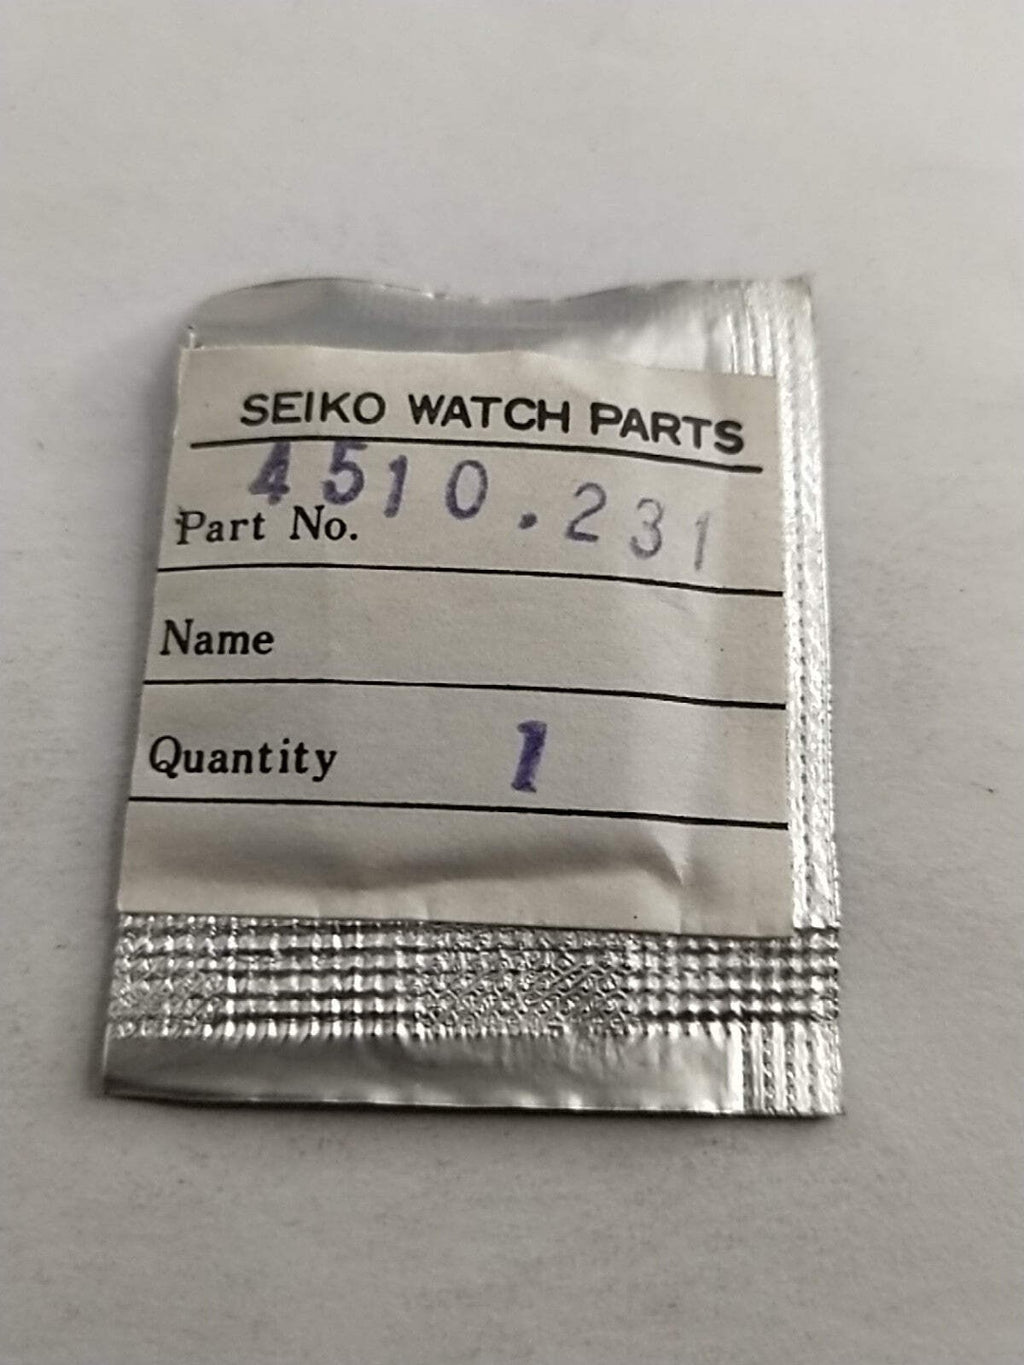 SEIKO WATCH PARTS
Part No. 4510.231
Name
Quantity 1